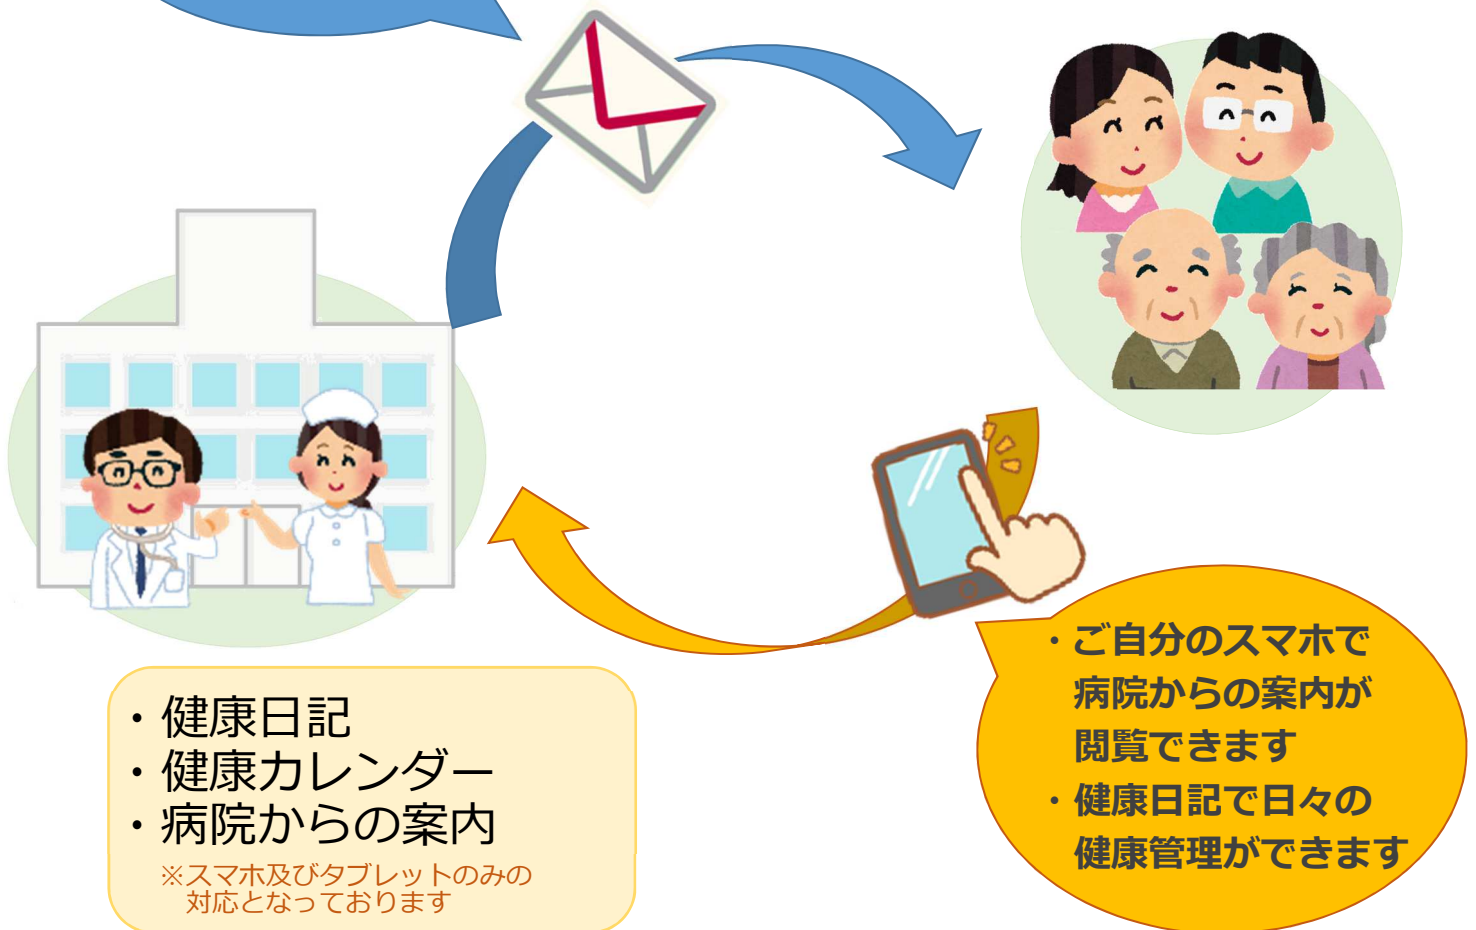 ・健康日記
・健康カレンダー
・病院からの案内
※スマホ及びタブレットのみの
対応となっております
・ご自分のスマホで
病院からの案内が
閲覧できます
・健康日記で日々の
健康管理ができます